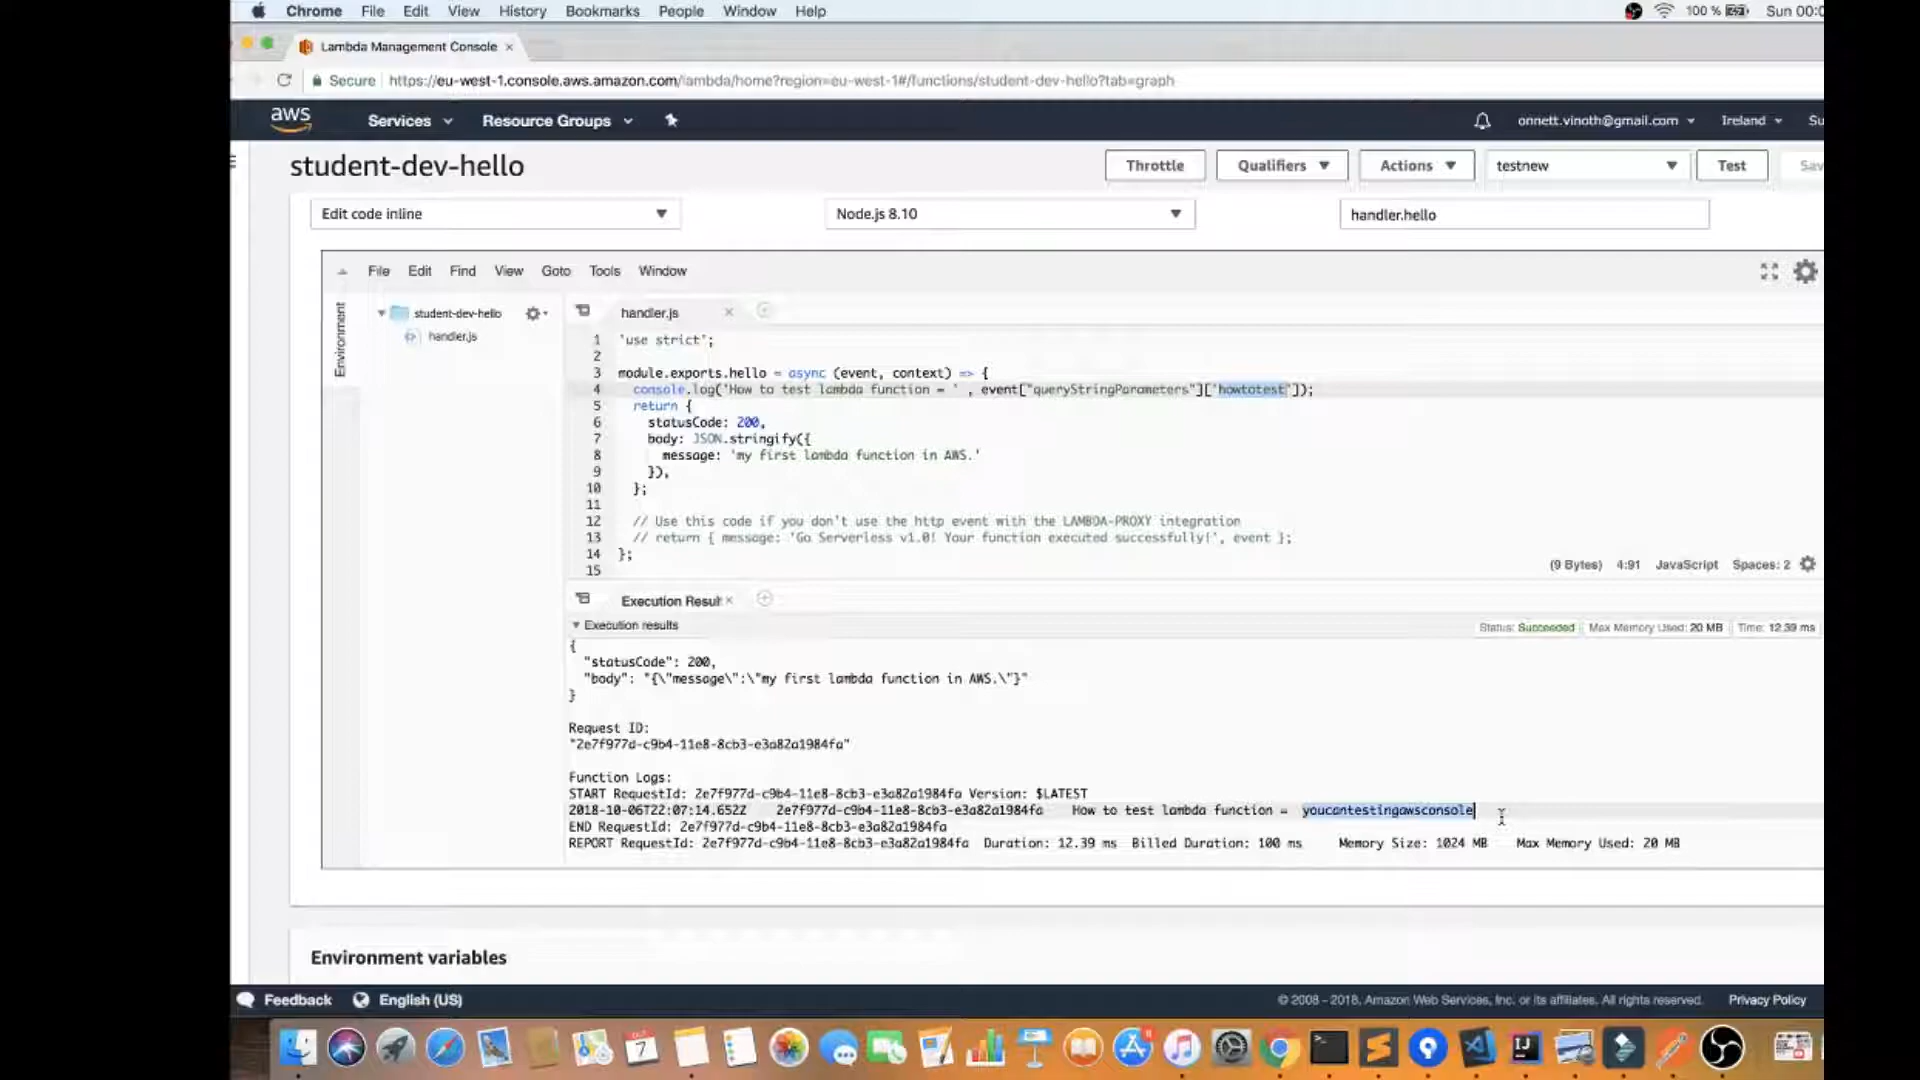 Chrome File Edit View History Bookmarks People Window Help 100 % Sun 00:0
Lambda Management Console ×
Secure https://eu-west-1.console.aws.amazon.com/lambda/home?region=eu-west-1#/functions/student-dev-hello?tab=graph
aws Services Resource Groups onnett.vinoth@gmail.com Ireland Su
student-dev-hello Throttle Qualifiers Actions testnew Test Sav
Edit code inline Node.js 8.10 handler.hello
File Edit Find View Goto Tools Window
Environment
student-dev-hello
handler.js
handler.js ×
1 'use strict';
2
3 module.exports.hello = async (event, context) => {
4 console.log('How to test lambda function = ' , event["queryStringParameters"]['howtotest']);
5 return {
6 statusCode: 200,
7 body: JSON.stringify({
8 message: 'my first lambda function in AWS.'
9 }),
10 };
11
12 // Use this code if you don't use the http event with the LAMBDA-PROXY integration
13 // return { message: 'Go Serverless v1.0! Your function executed successfully!', event };
14 };
15
(9 Bytes) 4:91 JavaScript Spaces: 2
Execution Result ×
Execution results Status: Succeeded Max Memory Used: 20 MB Time: 12.39 ms
{
"statusCode": 200,
"body": "{\"message\":\"my first lambda function in AWS.\"}"
}
Request ID:
"2e7f977d-c9b4-11e8-8cb3-e3a82a1984fa"
Function Logs:
START RequestId: 2e7f977d-c9b4-11e8-8cb3-e3a82a1984fa Version: $LATEST
2018-10-06T22:07:14.652Z 2e7f977d-c9b4-11e8-8cb3-e3a82a1984fa How to test lambda function = youcantestingawsconsole
END RequestId: 2e7f977d-c9b4-11e8-8cb3-e3a82a1984fa
REPORT RequestId: 2e7f977d-c9b4-11e8-8cb3-e3a82a1984fa Duration: 12.39 ms Billed Duration: 100 ms Memory Size: 1024 MB Max Memory Used: 20 MB
Environment variables
Feedback English (US) © 2008 - 2018, Amazon Web Services, Inc. or its affiliates. All rights reserved. Privacy Policy
7